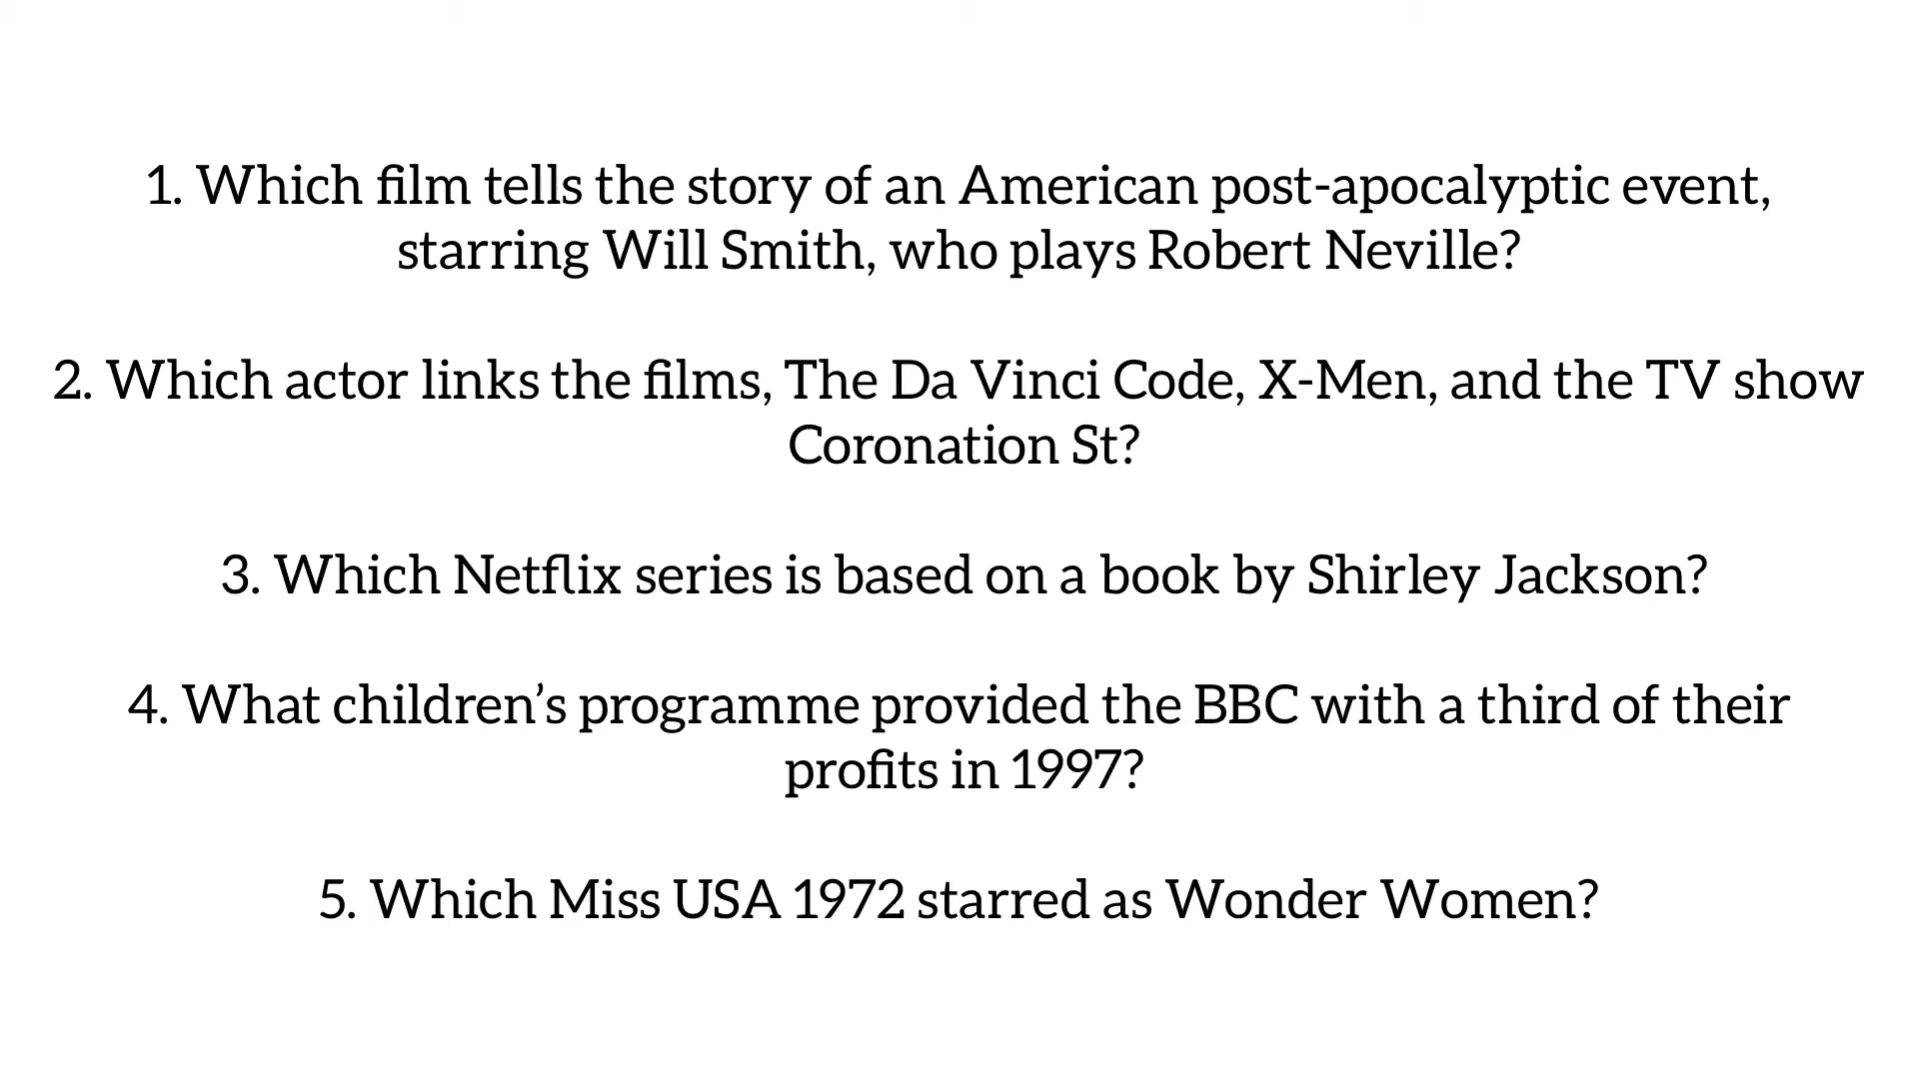 1. Which film tells the story of an American post-apocalyptic event,
starring Will Smith, who plays Robert Neville?
2. Which actor links the films, The Da Vinci Code, X-Men, and the TV show
Coronation St?
3. Which Netflix series is based on a book by Shirley Jackson?
4. What children’s programme provided the BBC with a third of their
profits in 1997?
5. Which Miss USA 1972 starred as Wonder Women?